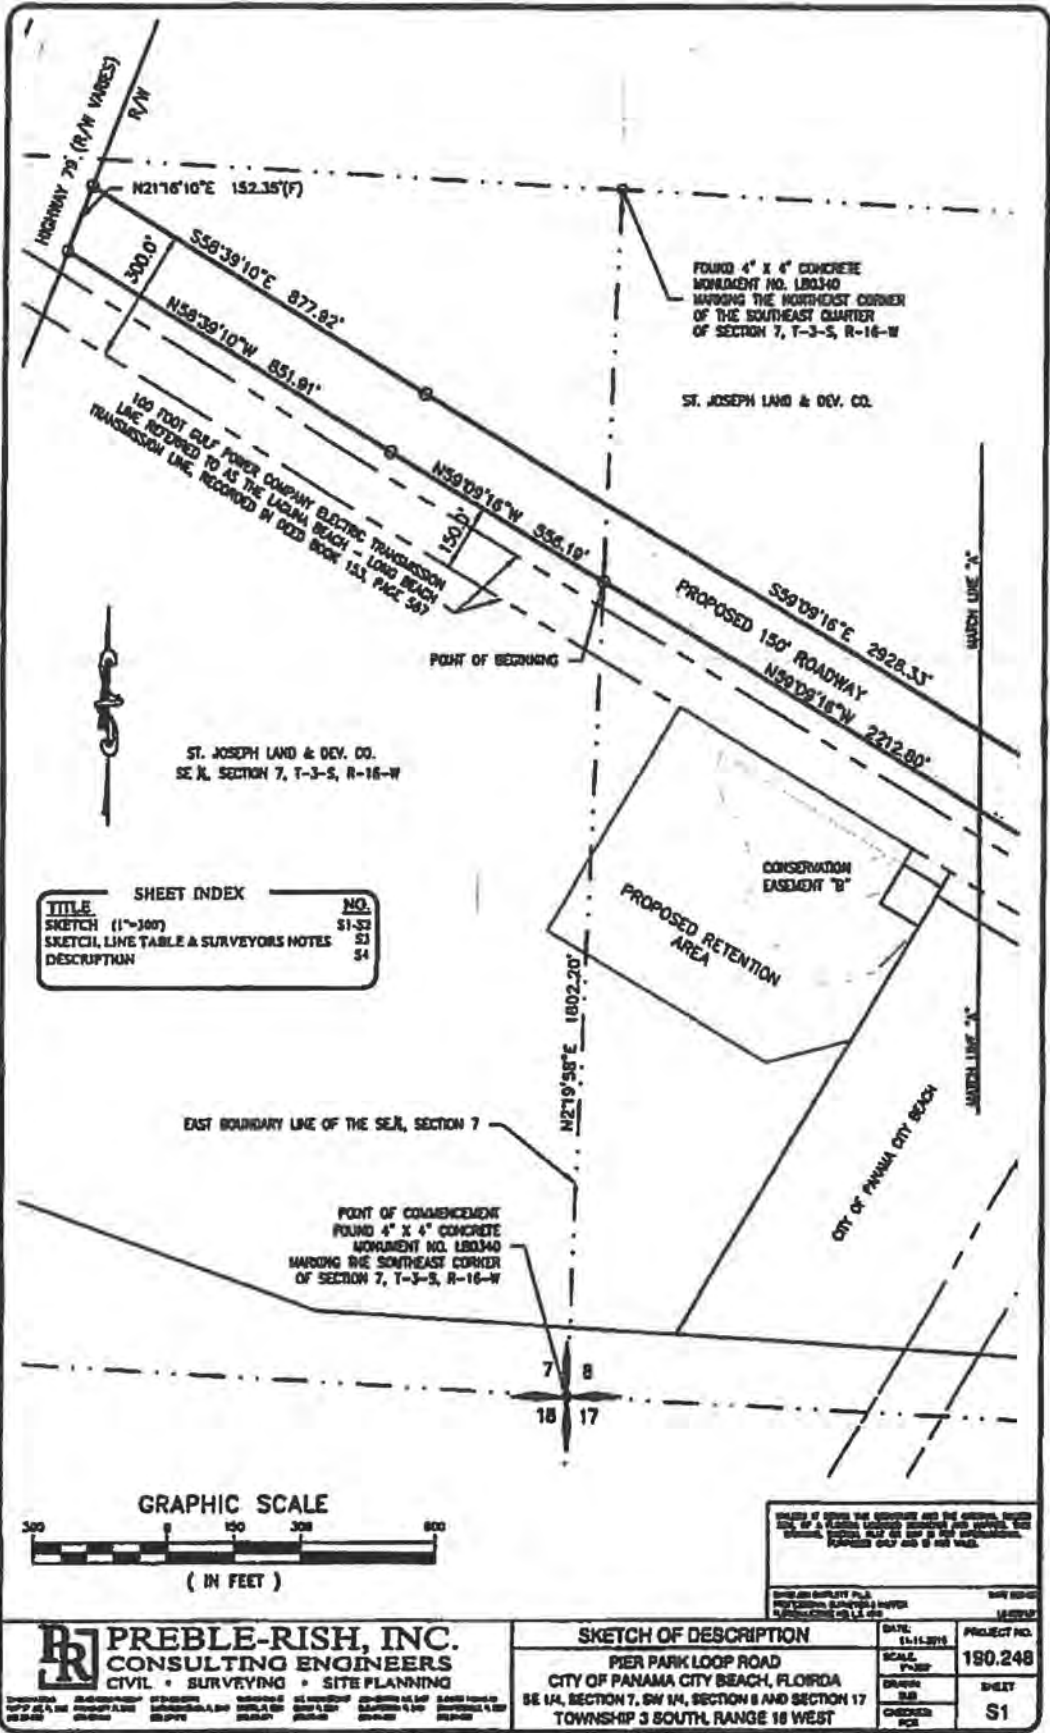 HIGHWAY 79 (R/W VARIES)
R/W
N21°16'10"E 152.35'(F)
300.0'
S58°39'10"E 877.92'
N58°39'10"W 851.91'
FOUND 4" X 4" CONCRETE
MONUMENT NO. LB0340
MARKING THE NORTHEAST CORNER
OF THE SOUTHEAST QUARTER
OF SECTION 7, T-3-S, R-16-W
ST. JOSEPH LAND & DEV. CO.
100 FOOT GULF POWER COMPANY ELECTRIC TRANSMISSION
LINE REFERRED TO AS THE LAGUNA BEACH - LONG BEACH
TRANSMISSION LINE, RECORDED IN DEED BOOK 153, PAGE 567
N59°09'16"W 556.19'
150.0'
S59°09'16"E 2928.33'
PROPOSED 150' ROADWAY
N59°09'16"W 2212.80'
MATCH LINE "A"
POINT OF BEGINNING
ST. JOSEPH LAND & DEV. CO.
SE ¼, SECTION 7, T-3-S, R-16-W
CONSERVATION
EASEMENT "B"
PROPOSED RETENTION
AREA
SHEET INDEX
TITLE NO.
SKETCH (1"=300') S1-S2
SKETCH, LINE TABLE & SURVEYORS NOTES S3
DESCRIPTION S4
N2°19'58"E 1802.20'
MATCH LINE "A"
CITY OF PANAMA CITY BEACH
EAST BOUNDARY LINE OF THE SE¼, SECTION 7
POINT OF COMMENCEMENT
FOUND 4" X 4" CONCRETE
MONUMENT NO. LB0340
MARKING THE SOUTHEAST CORNER
OF SECTION 7, T-3-S, R-16-W
7 8
18 17
GRAPHIC SCALE
300 0 150 300 600
( IN FEET )
PR PREBLE-RISH, INC.
CONSULTING ENGINEERS
CIVIL • SURVEYING • SITE PLANNING
SKETCH OF DESCRIPTION
PIER PARK LOOP ROAD
CITY OF PANAMA CITY BEACH, FLORIDA
SE 1/4, SECTION 7, SW 1/4, SECTION 8 AND SECTION 17
TOWNSHIP 3 SOUTH, RANGE 16 WEST
DATE:
SCALE
DRAWN
CHECKED
PROJECT NO.
190.248
SHEET
S1